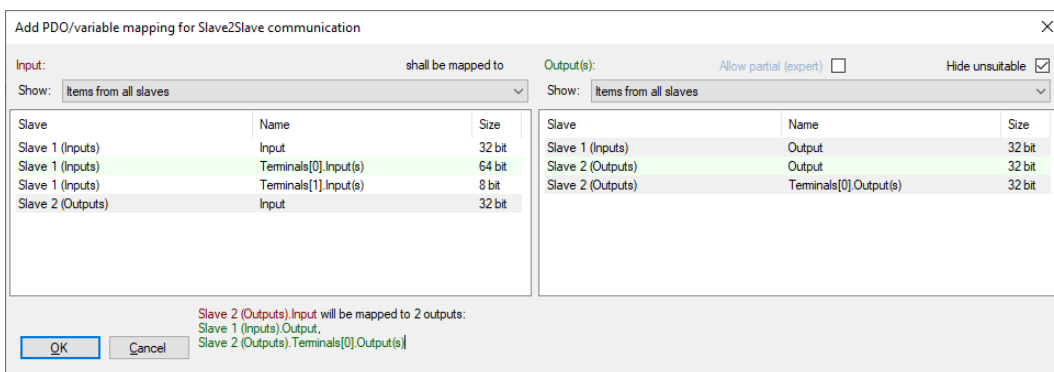 Add PDO/variable mapping for Slave2Slave communication
Input: shall be mapped to Output(s): Allow partial (expert) Hide unsuitable
Show: Items from all slaves Show: Items from all slaves
Slave Name Size Slave Name Size
Slave 1 (Inputs) Input 32 bit Slave 1 (Inputs) Output 32 bit
Slave 1 (Inputs) Terminals[0].Input(s) 64 bit Slave 2 (Outputs) Output 32 bit
Slave 1 (Inputs) Terminals[1].Input(s) 8 bit Slave 2 (Outputs) Terminals[0].Output(s) 32 bit
Slave 2 (Outputs) Input 32 bit
Slave 2 (Outputs).Input will be mapped to 2 outputs:
Slave 1 (Inputs).Output,
Slave 2 (Outputs).Terminals[0].Output(s)
OK Cancel